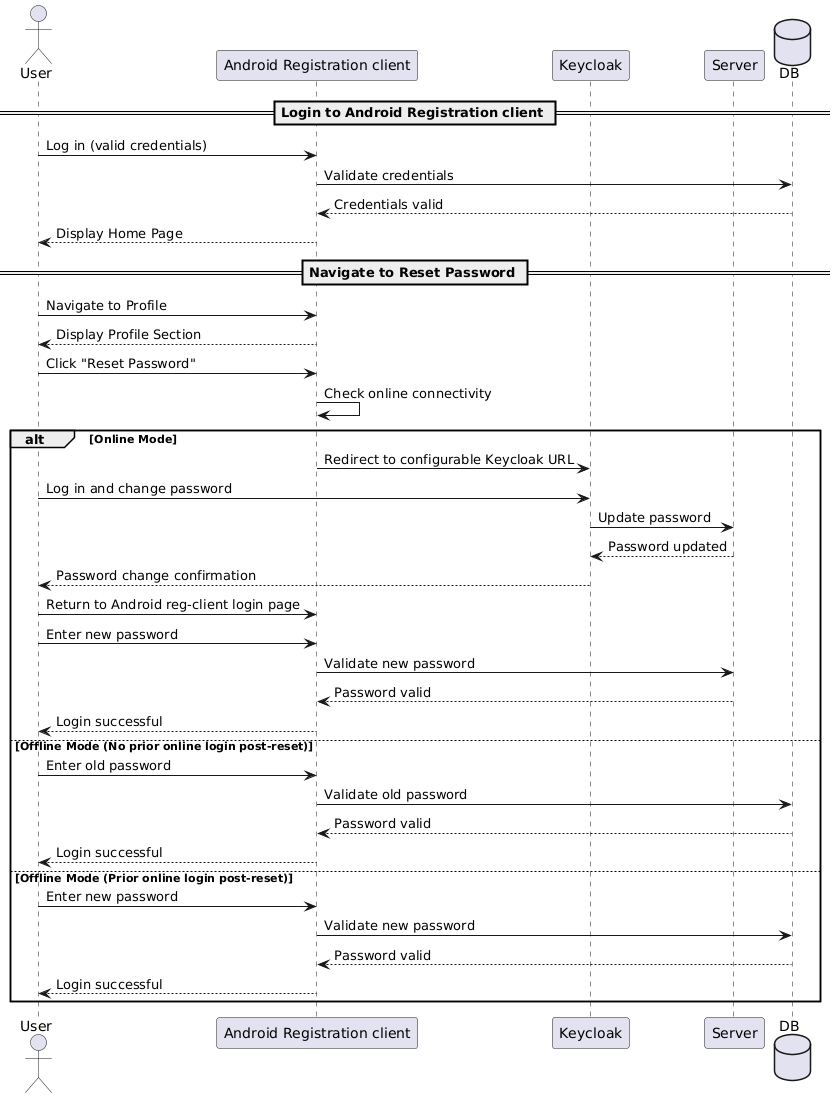 User
Android Registration client
Keycloak
Server
DB
Login to Android Registration client
Log in (valid credentials)
Validate credentials
Credentials valid
Display Home Page
Navigate to Reset Password
Navigate to Profile
Display Profile Section
Click "Reset Password"
Check online connectivity
alt [Online Mode]
Redirect to configurable Keycloak URL
Log in and change password
Update password
Password updated
Password change confirmation
Return to Android reg-client login page
Enter new password
Validate new password
Password valid
Login successful
[Offline Mode (No prior online login post-reset)]
Enter old password
Validate old password
Password valid
Login successful
[Offline Mode (Prior online login post-reset)]
Enter new password
Validate new password
Password valid
Login successful
User
Android Registration client
Keycloak
Server
DB